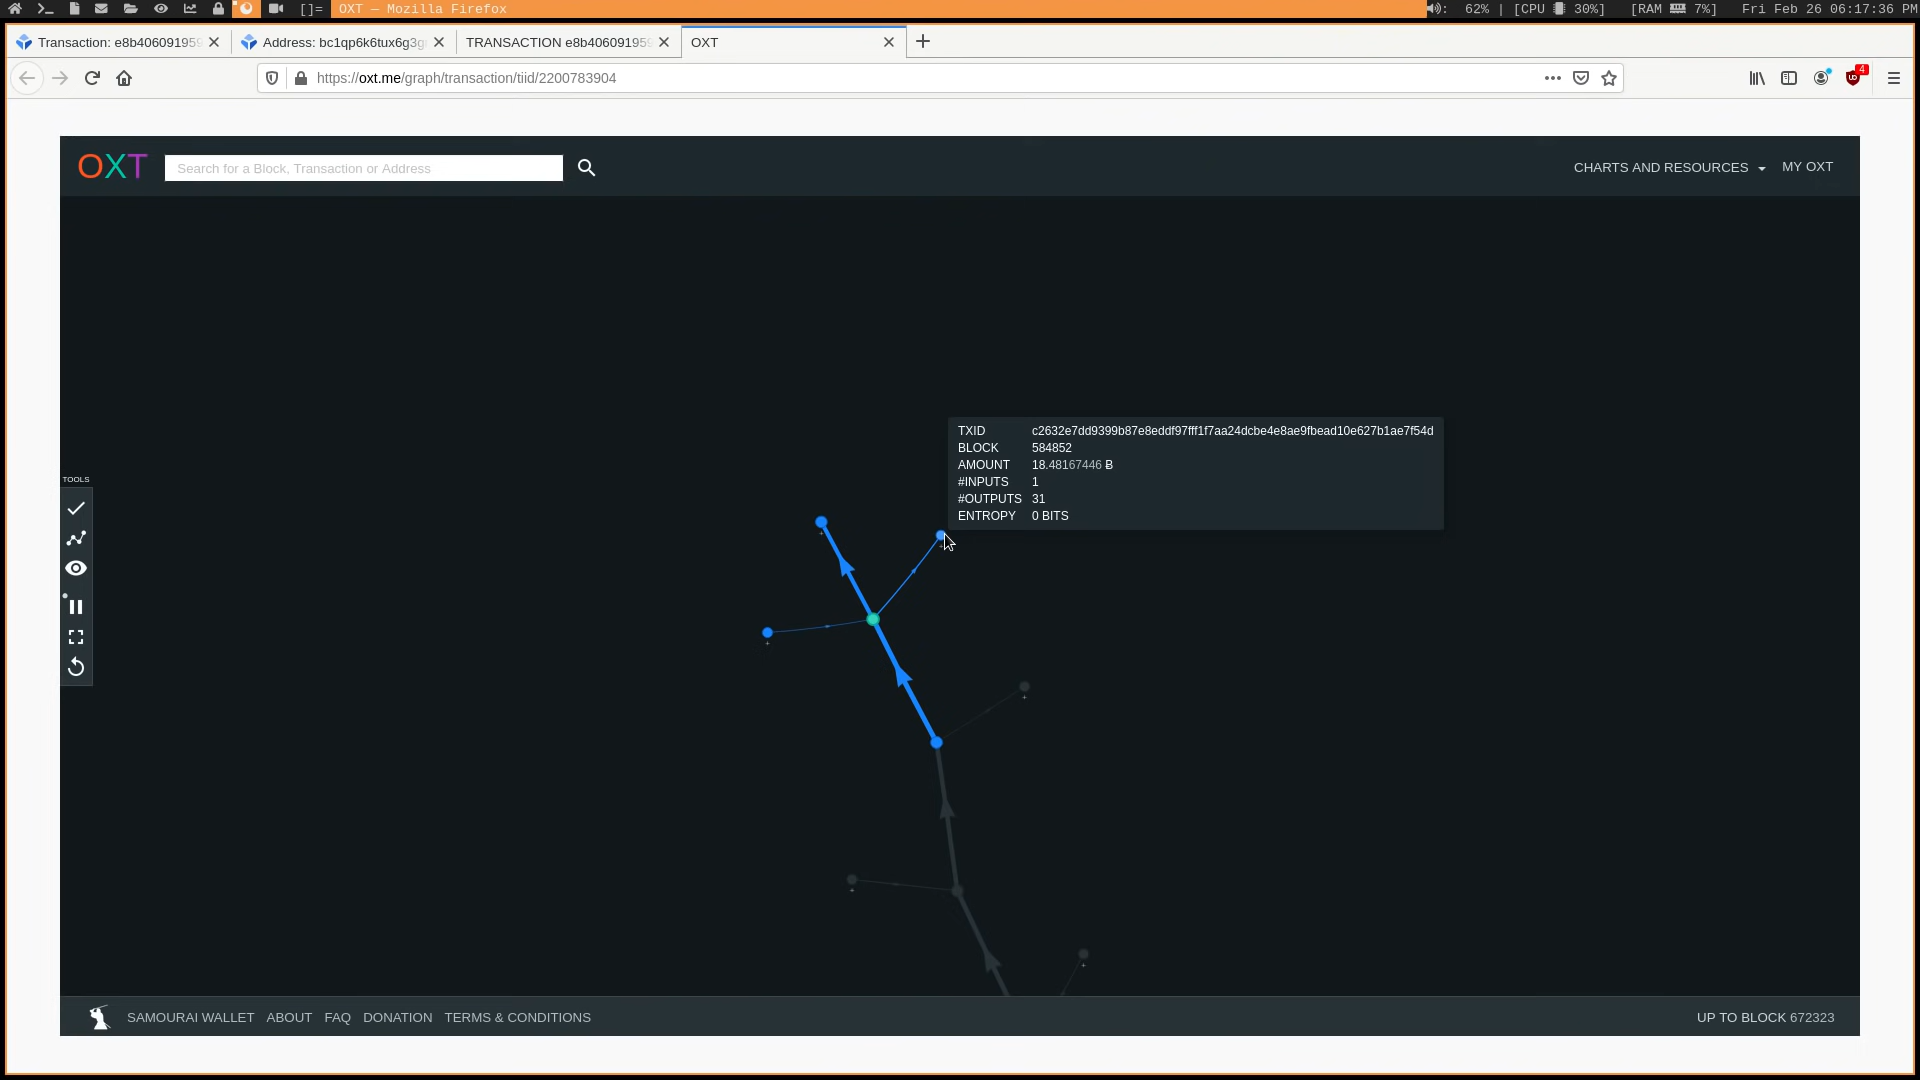 []= OXT — Mozilla Firefox : 62% | [CPU 30%] [RAM 7%] Fri Feb 26 06:17:36 PM
Transaction: e8b406091959 Address: bc1qp6k6tux6g3g TRANSACTION e8b406091959 OXT
https://oxt.me/graph/transaction/tiid/2200783904 4
OXT Search for a Block, Transaction or Address CHARTS AND RESOURCES MY OXT
TXID c2632e7dd9399b87e8eddf97fff1f7aa24dcbe4e8ae9fbead10e627b1ae7f54d
BLOCK 584852
AMOUNT 18.48167446 Ƀ
#INPUTS 1
#OUTPUTS 31
ENTROPY 0 BITS
TOOLS
SAMOURAI WALLET ABOUT FAQ DONATION TERMS & CONDITIONS UP TO BLOCK 672323